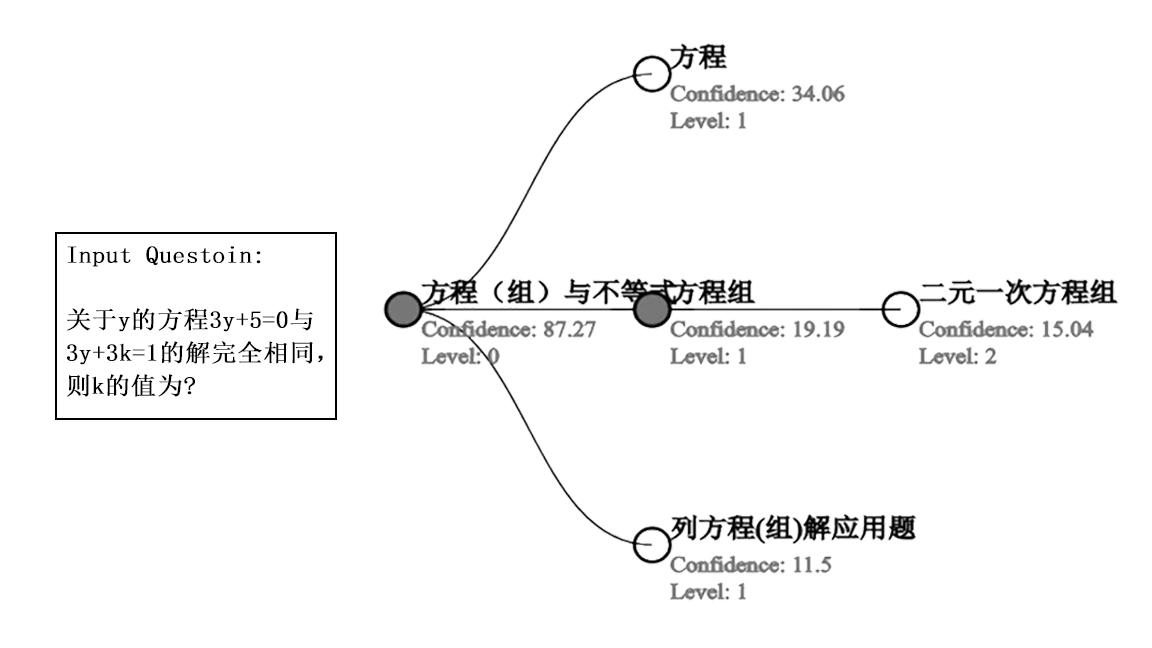 方程
Confidence: 34.06
Level: 1
Input Questoin:
关于y的方程3y+5=0与
3y+3k=1的解完全相同,
则k的值为?
方程（组）与不等式
Confidence: 87.27
Level: 0
方程组
Confidence: 19.19
Level: 1
二元一次方程组
Confidence: 15.04
Level: 2
列方程(组)解应用题
Confidence: 11.5
Level: 1